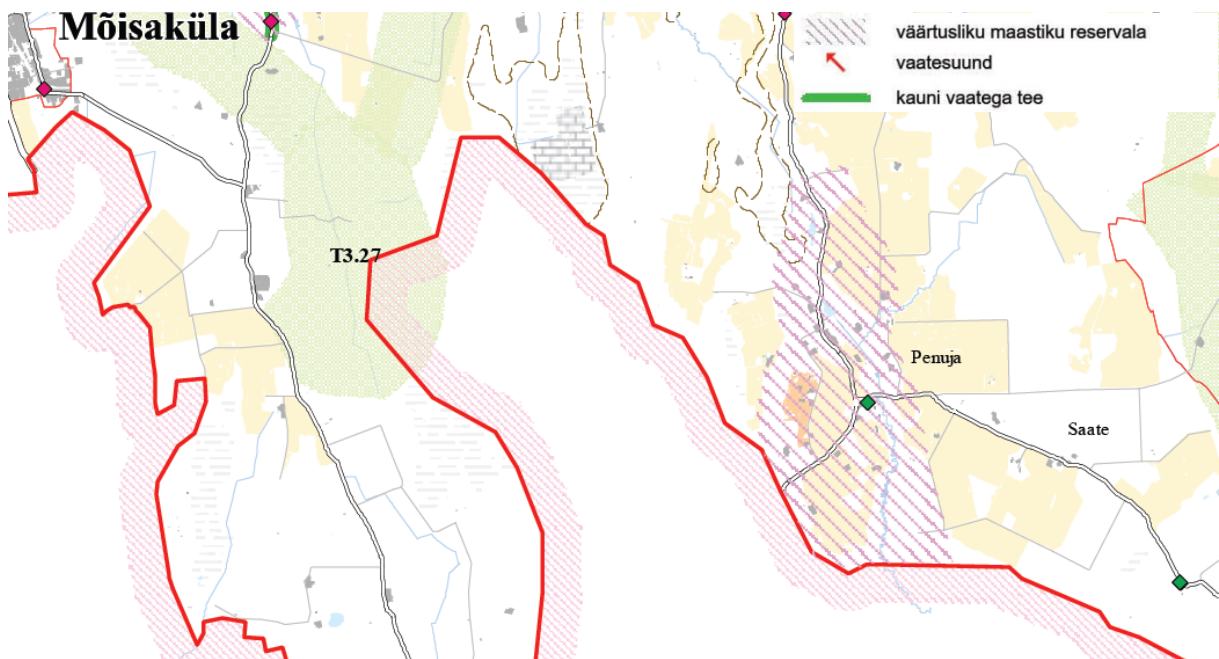 Mõisaküla
väärtusliku maastiku reservala
vaatesuund
kauni vaatega tee
T3.27
Penuja
Saate